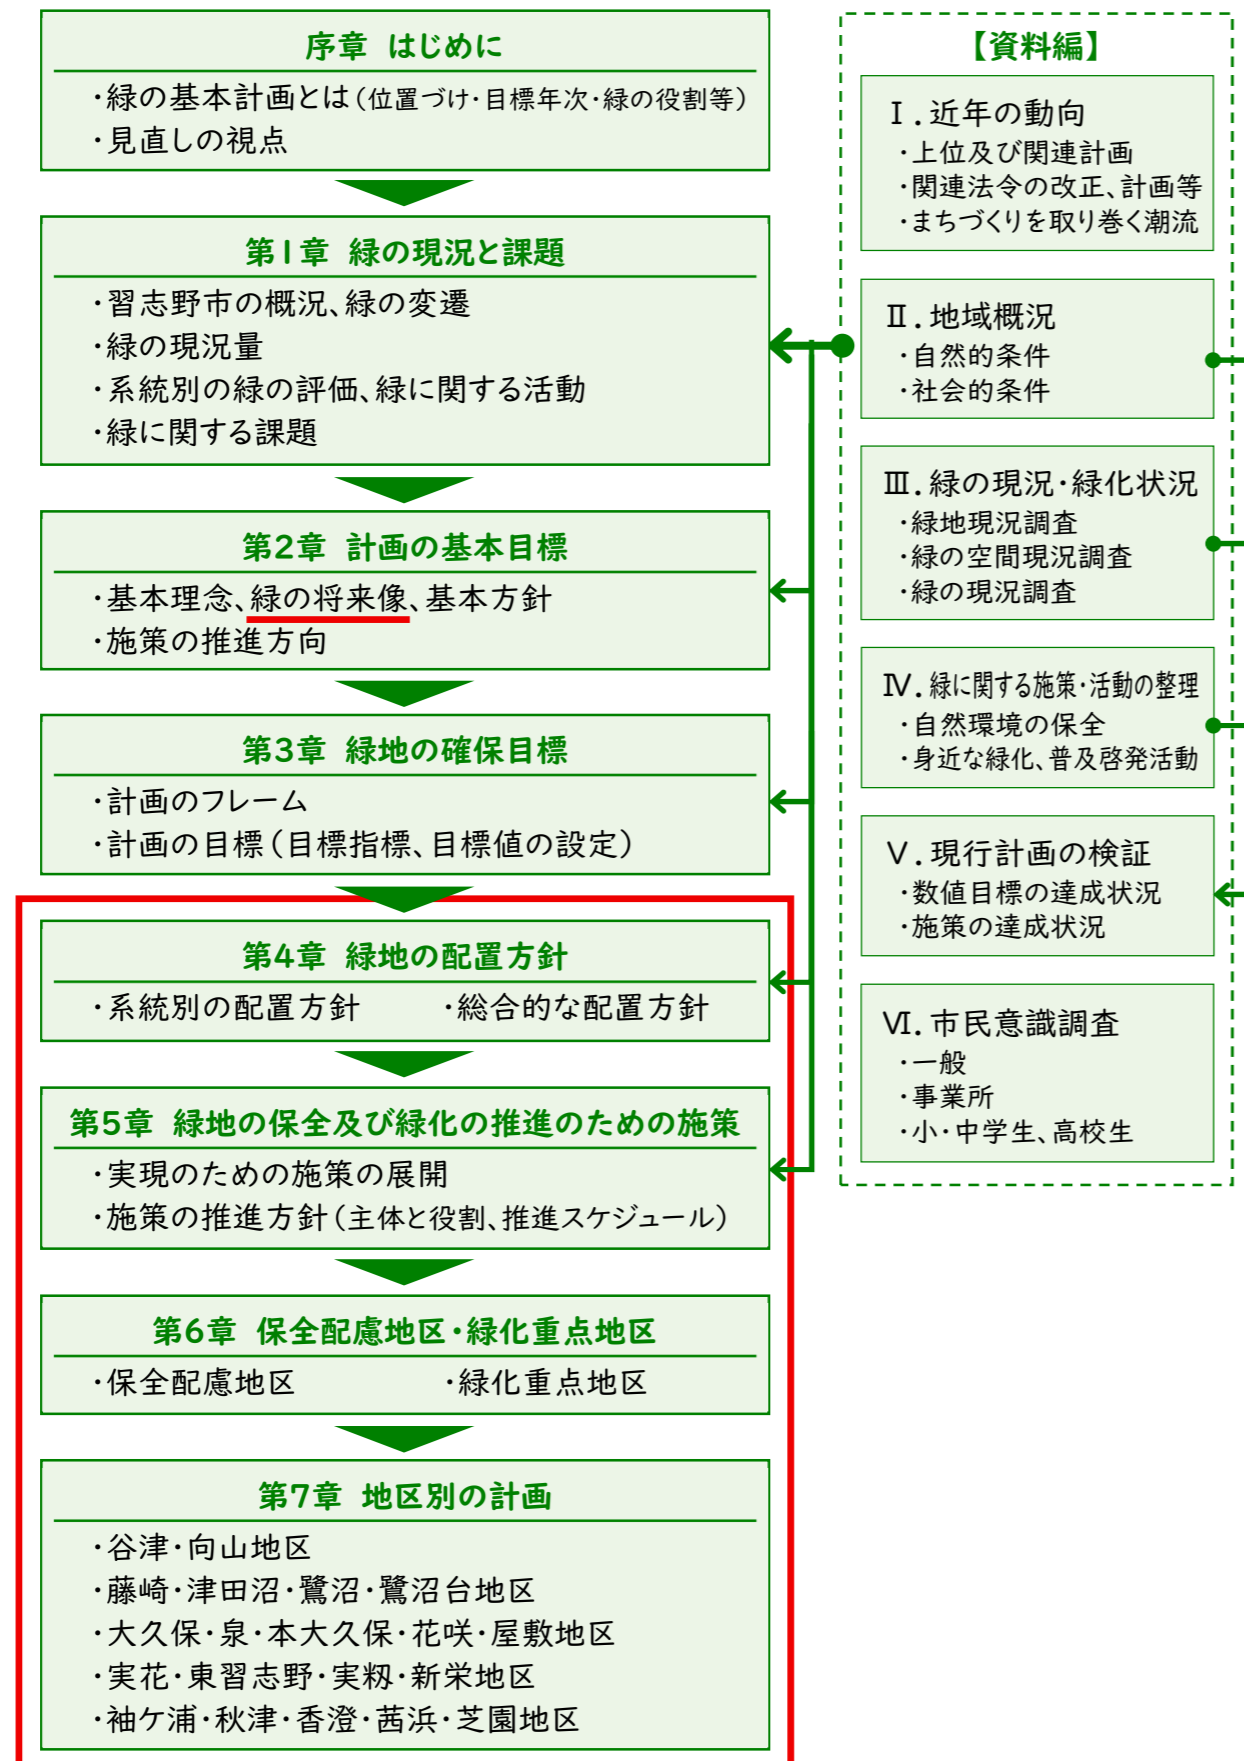 序章 はじめに
・緑の基本計画とは（位置づけ・目標年次・緑の役割等）
・見直しの視点
第1章 緑の現況と課題
・習志野市の概況、緑の変遷
・緑の現況量
・系統別の緑の評価、緑に関する活動
・緑に関する課題
第2章 計画の基本目標
・基本理念、緑の将来像、基本方針
・施策の推進方向
第3章 緑地の確保目標
・計画のフレーム
・計画の目標（目標指標、目標値の設定）
第4章 緑地の配置方針
・系統別の配置方針 ・総合的な配置方針
第5章 緑地の保全及び緑化の推進のための施策
・実現のための施策の展開
・施策の推進方針（主体と役割、推進スケジュール）
第6章 保全配慮地区・緑化重点地区
・保全配慮地区 ・緑化重点地区
第7章 地区別の計画
・谷津・向山地区
・藤崎・津田沼・鷺沼・鷺沼台地区
・大久保・泉・本大久保・花咲・屋敷地区
・実花・東習志野・実籾・新栄地区
・袖ケ浦・秋津・香澄・茜浜・芝園地区
【資料編】
Ⅰ．近年の動向
・上位及び関連計画
・関連法令の改正、計画等
・まちづくりを取り巻く潮流
Ⅱ．地域概況
・自然的条件
・社会的条件
Ⅲ．緑の現況・緑化状況
・緑地現況調査
・緑の空間現況調査
・緑の現況調査
Ⅳ．緑に関する施策・活動の整理
・自然環境の保全
・身近な緑化、普及啓発活動
Ⅴ．現行計画の検証
・数値目標の達成状況
・施策の達成状況
Ⅵ．市民意識調査
・一般
・事業所
・小・中学生、高校生